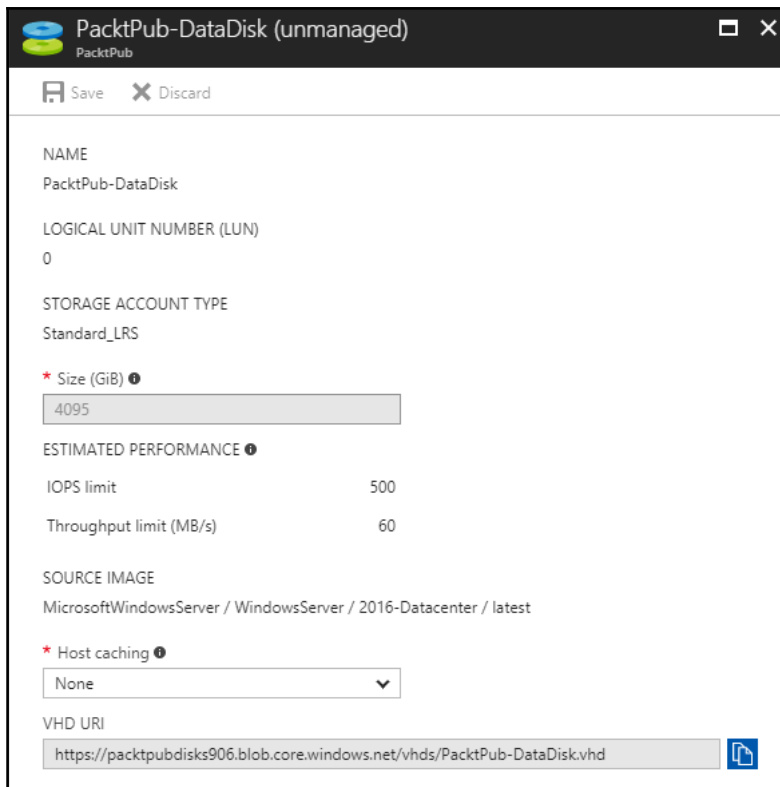 PacktPub-DataDisk (unmanaged)
PacktPub
Save Discard
NAME
PacktPub-DataDisk
LOGICAL UNIT NUMBER (LUN)
0
STORAGE ACCOUNT TYPE
Standard_LRS
* Size (GiB)
4095
ESTIMATED PERFORMANCE
IOPS limit 500
Throughput limit (MB/s) 60
SOURCE IMAGE
MicrosoftWindowsServer / WindowsServer / 2016-Datacenter / latest
* Host caching
None
VHD URI
https://packtpubdisks906.blob.core.windows.net/vhds/PacktPub-DataDisk.vhd